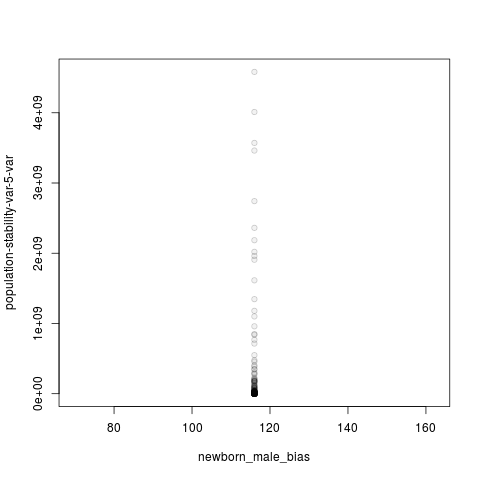 population-stability-var-5-var
4e+09
3e+09
2e+09
1e+09
0e+00
80
100
120
140
160
newborn_male_bias